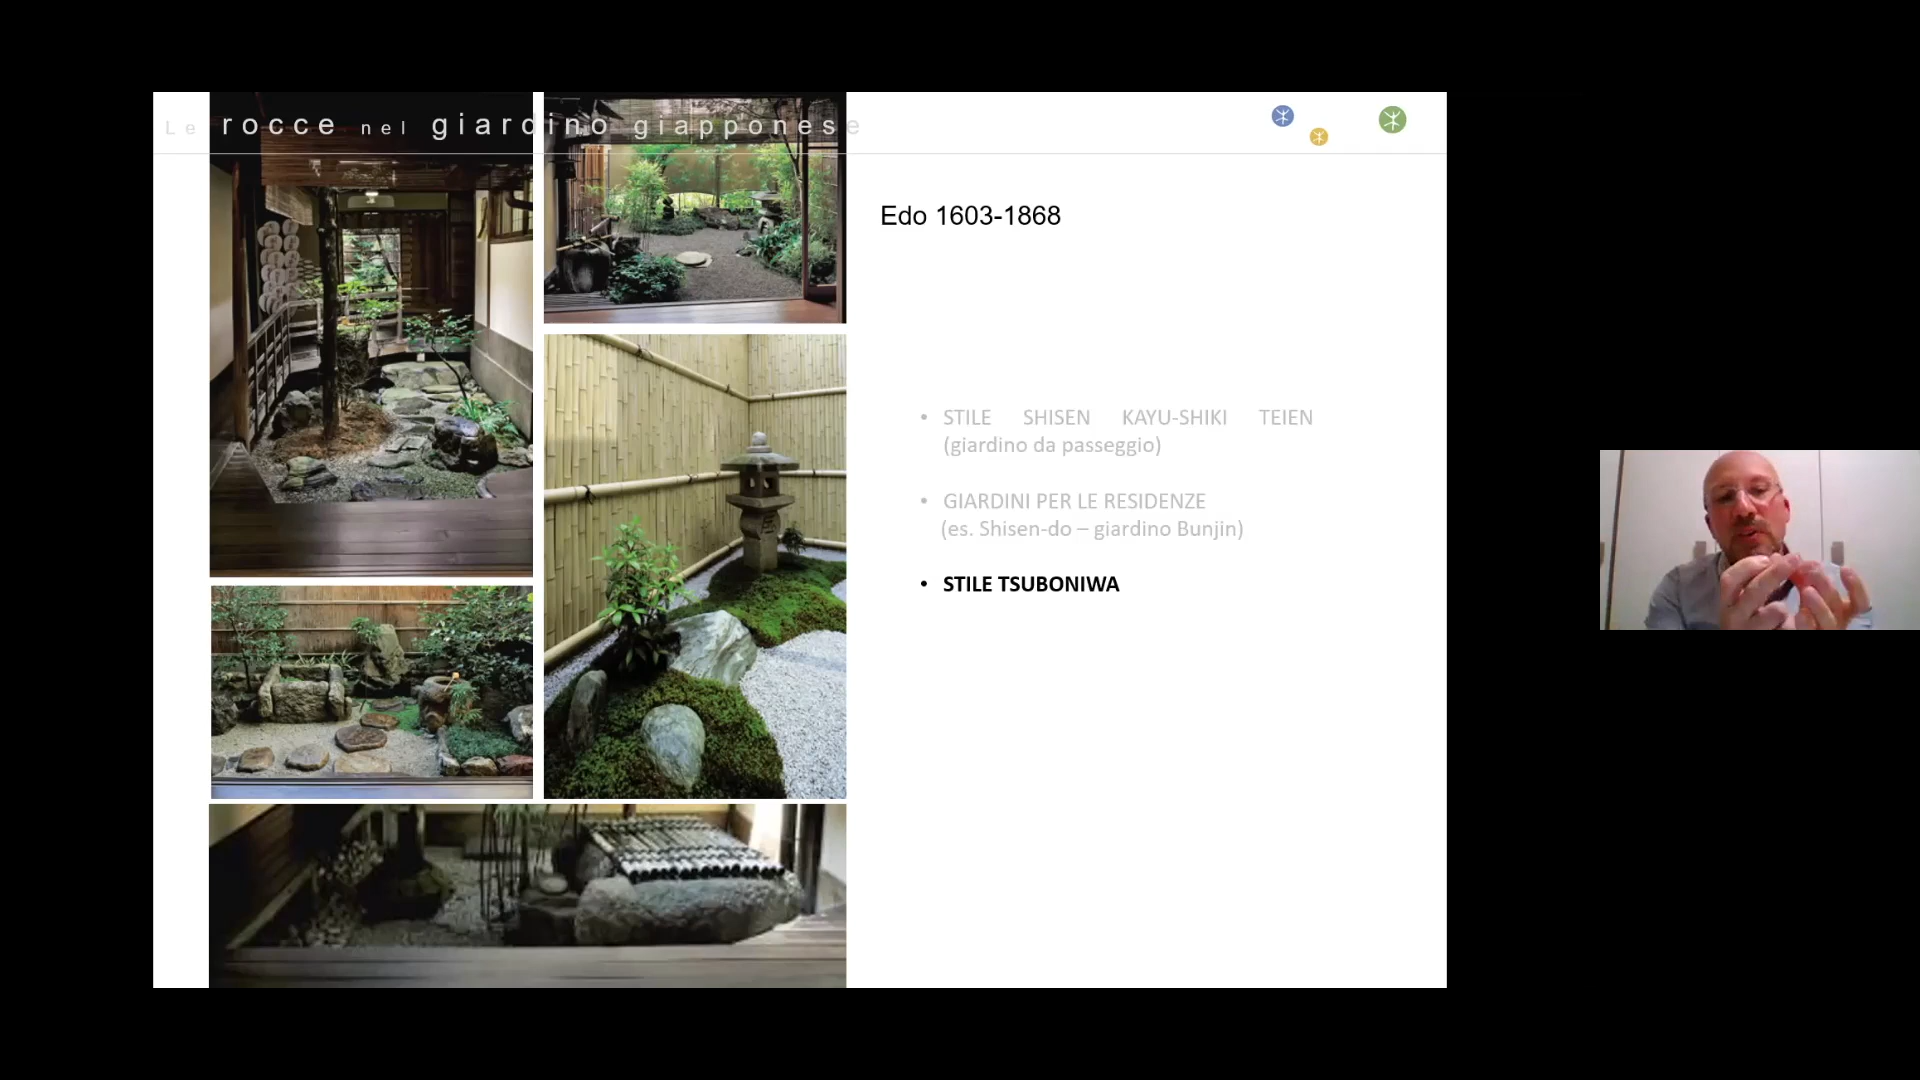 Le rocce nel giardino giapponese
Edo 1603-1868
• STILE SHISEN KAYU-SHIKI TEIEN
(giardino da passeggio)
• GIARDINI PER LE RESIDENZE
(es. Shisen-do – giardino Bunjin)
• STILE TSUBONIWA